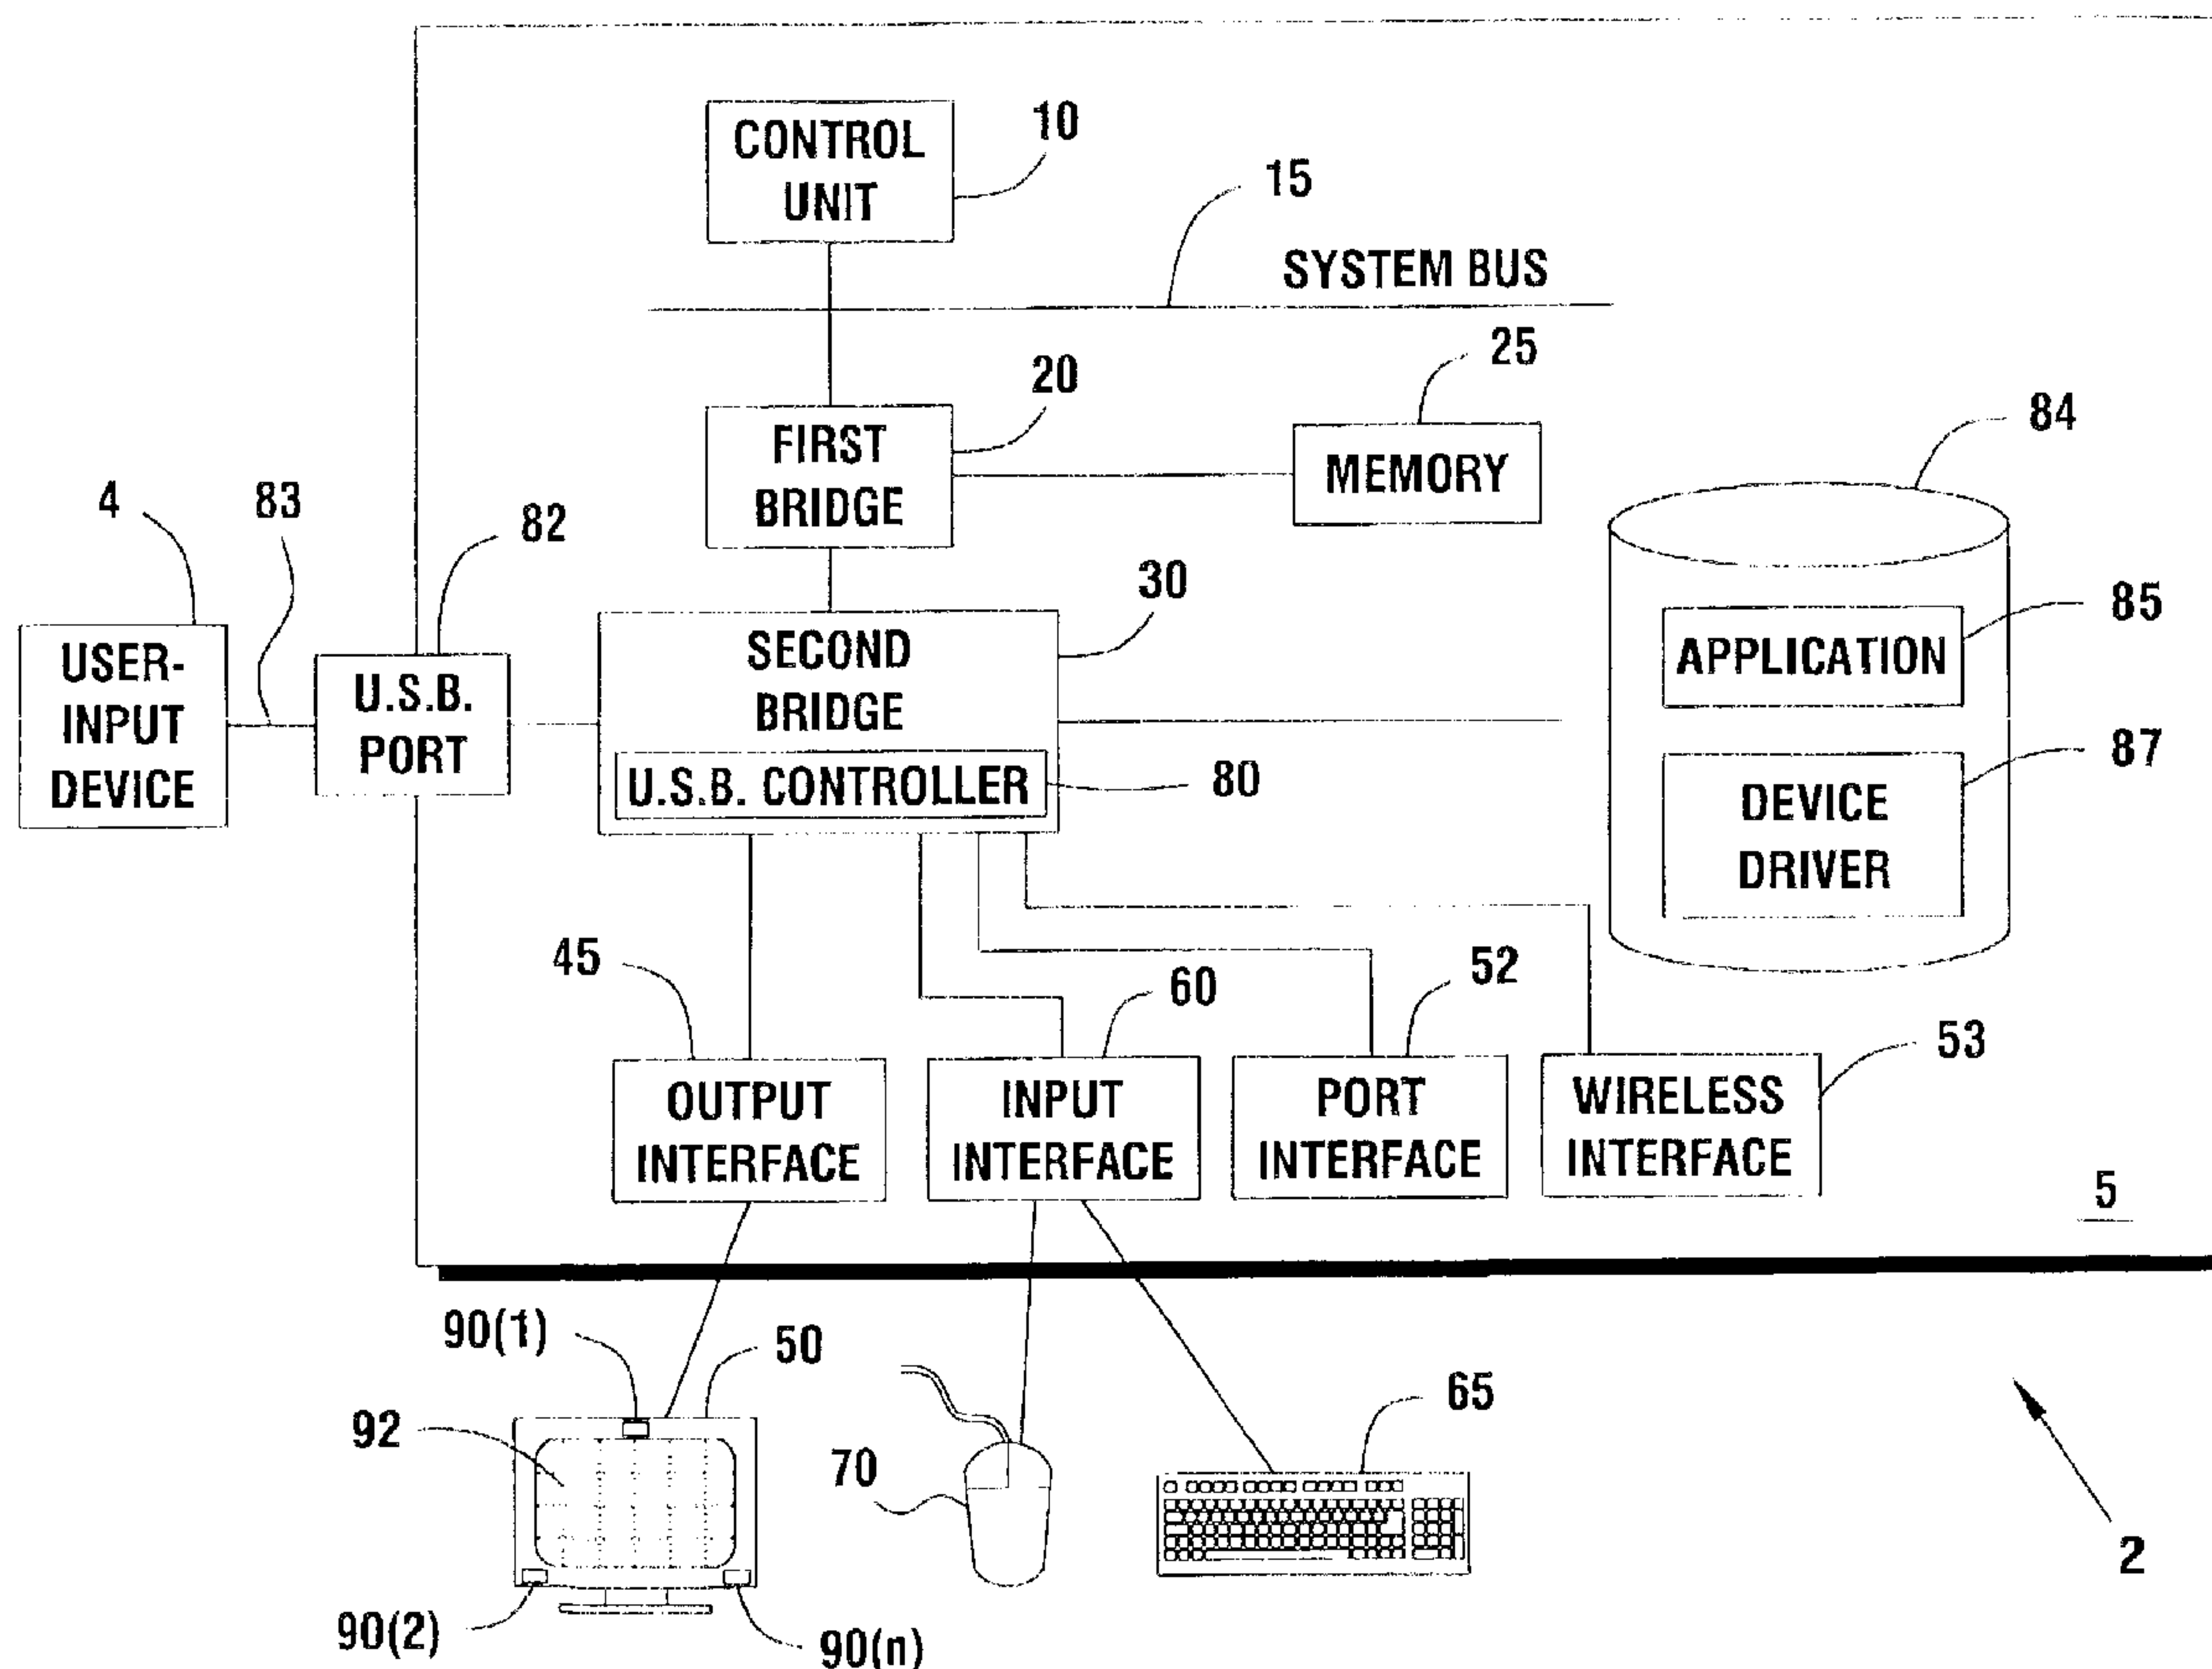 CONTROL
UNIT
10
15
SYSTEM BUS
20
25
FIRST
BRIDGE
MEMORY
84
4
83
82
30
USER-
INPUT
DEVICE
U.S.B.
PORT
SECOND
BRIDGE
U.S.B. CONTROLLER
80
85
APPLICATION
87
DEVICE
DRIVER
45
60
52
53
OUTPUT
INTERFACE
INPUT
INTERFACE
PORT
INTERFACE
WIRELESS
INTERFACE
5
90(1)
50
92
70
65
2
90(2)
90(n)